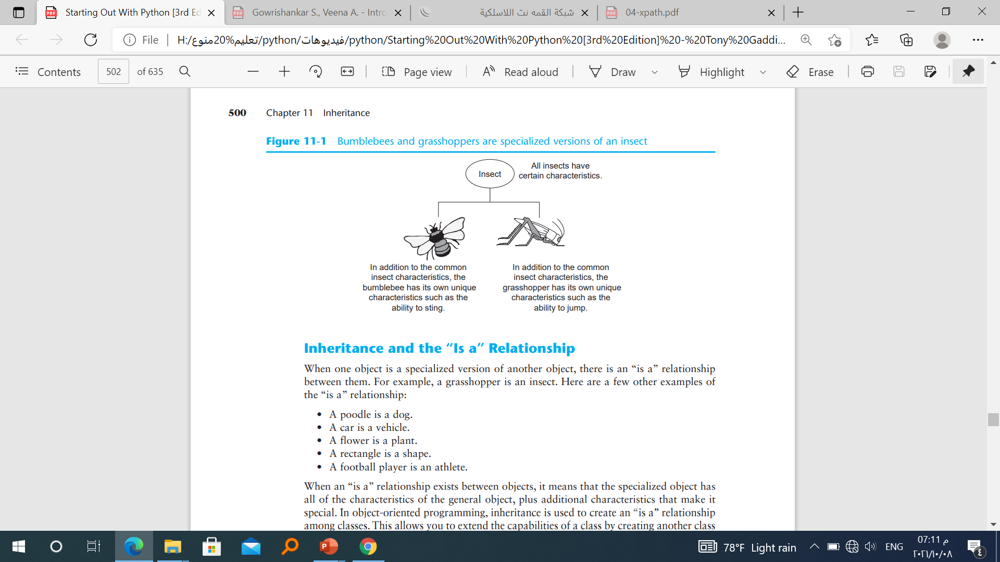 Starting Out With Python [3rd Ed
Gowrishankar S., Veena A. - Intro
شبكة القمه نت اللاسلكية
04-xpath.pdf
File
H:/تعليم%20منوع/python/فيديوهات/python/Starting%20Out%20With%20Python%20[3rd%20Edition]%20-%20Tony%20Gaddi...
Contents
502
of 635
Page view
Read aloud
Draw
Highlight
Erase
500 Chapter 11 Inheritance
Figure 11-1 Bumblebees and grasshoppers are specialized versions of an insect
Insect
All insects have
certain characteristics.
In addition to the common
insect characteristics, the
bumblebee has its own unique
characteristics such as the
ability to sting.
In addition to the common
insect characteristics, the
grasshopper has its own unique
characteristics such as the
ability to jump.
Inheritance and the “Is a” Relationship
When one object is a specialized version of another object, there is an “is a” relationship
between them. For example, a grasshopper is an insect. Here are a few other examples of
the “is a” relationship:
• A poodle is a dog.
• A car is a vehicle.
• A flower is a plant.
• A rectangle is a shape.
• A football player is an athlete.
When an “is a” relationship exists between objects, it means that the specialized object has
all of the characteristics of the general object, plus additional characteristics that make it
special. In object-oriented programming, inheritance is used to create an “is a” relationship
among classes. This allows you to extend the capabilities of a class by creating another class
78°F Light rain
ENG
07:11 م
٢٠٢١/١٠/٠٨
٤